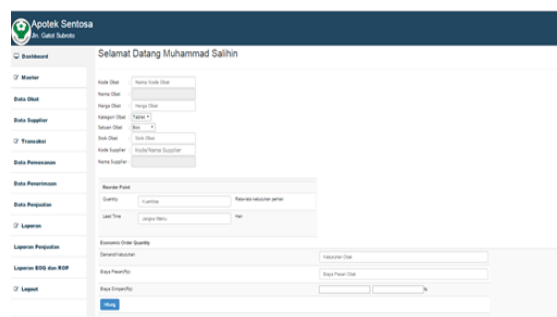 Apotek Sentosa
Jln. Gatot Subroto
Dashboard
Master
Data Obat
Data Supplier
Transaksi
Data Pemesanan
Data Penerimaan
Data Penjualan
Laporan
Laporan Penjualan
Laporan EOQ dan ROP
Logout
Selamat Datang Muhammad Salihin
Kode Obat : Nama Kode Obat
Nama Obat :
Harga Obat : Harga Obat
Kategori Obat : Tablet
Satuan Obat : Box
Stok Obat : Stok Obat
Kode Supplier : Kode/Nama Supplier
Nama Supplier :
Reorder Point
Quantity Kuantitas Rata-rata kebutuhan perhari
Lead Time Jangka Waktu Hari
Economic Order Quantity
Demand/kebutuhan Kebutuhan Obat
Biaya Pesan(Rp) Biaya Pesan Obat
Biaya Simpan(Rp) %
Hitung